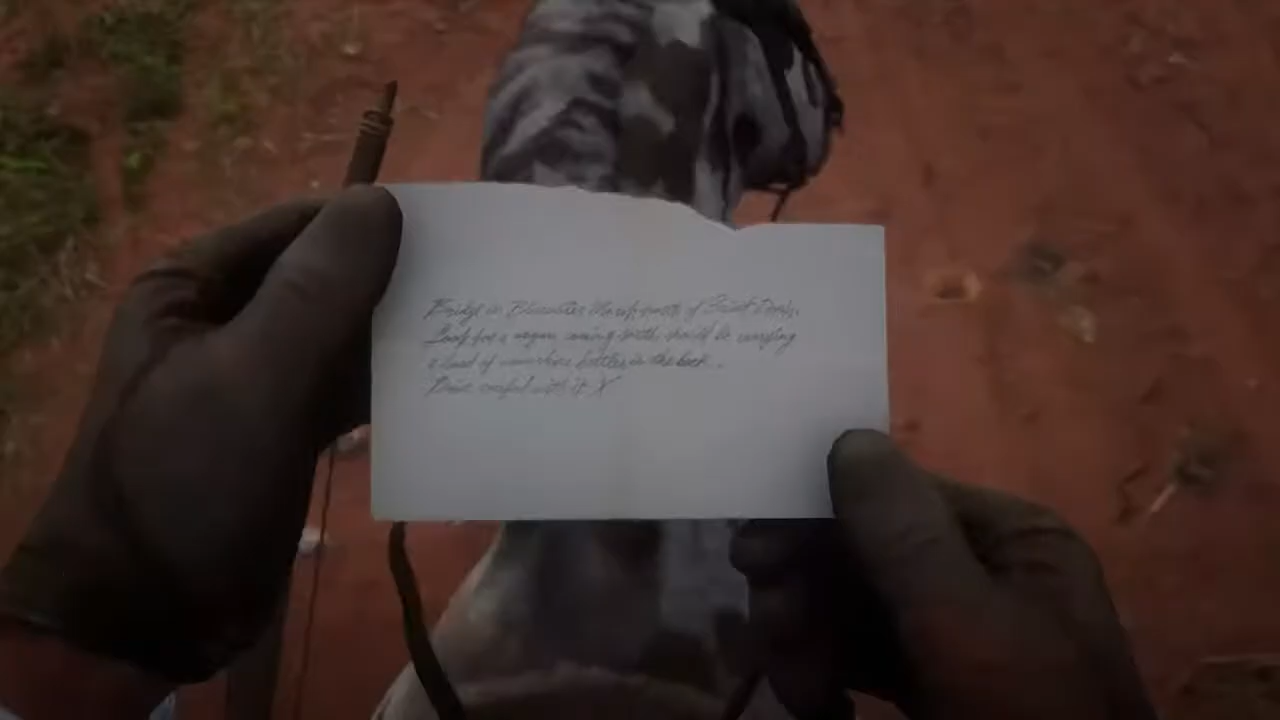 Bridge in Bluewater Marsh north of Saint Denis.
Look for a wagon coming south, should be carrying
a load of moonshine bottles in the back.
Drive careful with it X